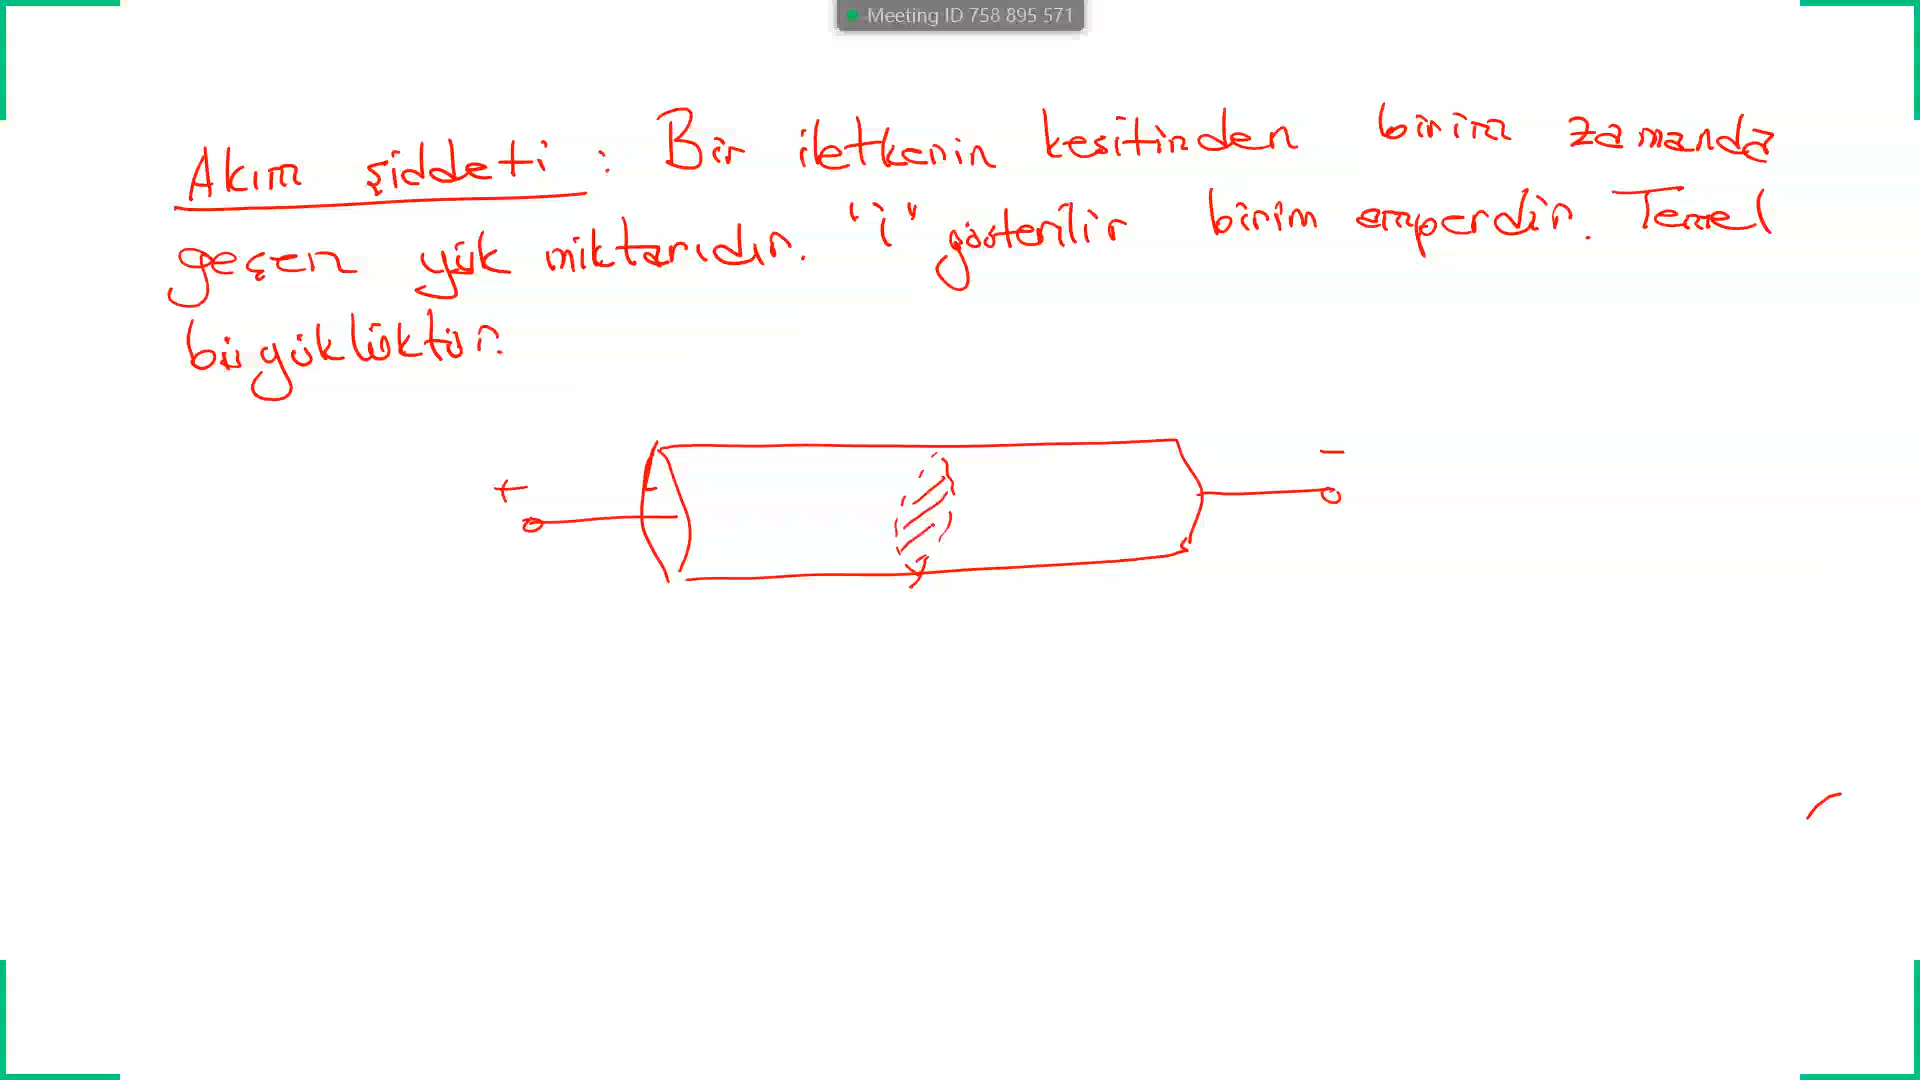 Meeting ID 758 895 571
Akım şiddeti : Bir iletkenin kesitinden birim zamanda
geçen yük miktarıdır. "i" gösterilir birim amperdir. Temel
büyüklüktür.
+
-